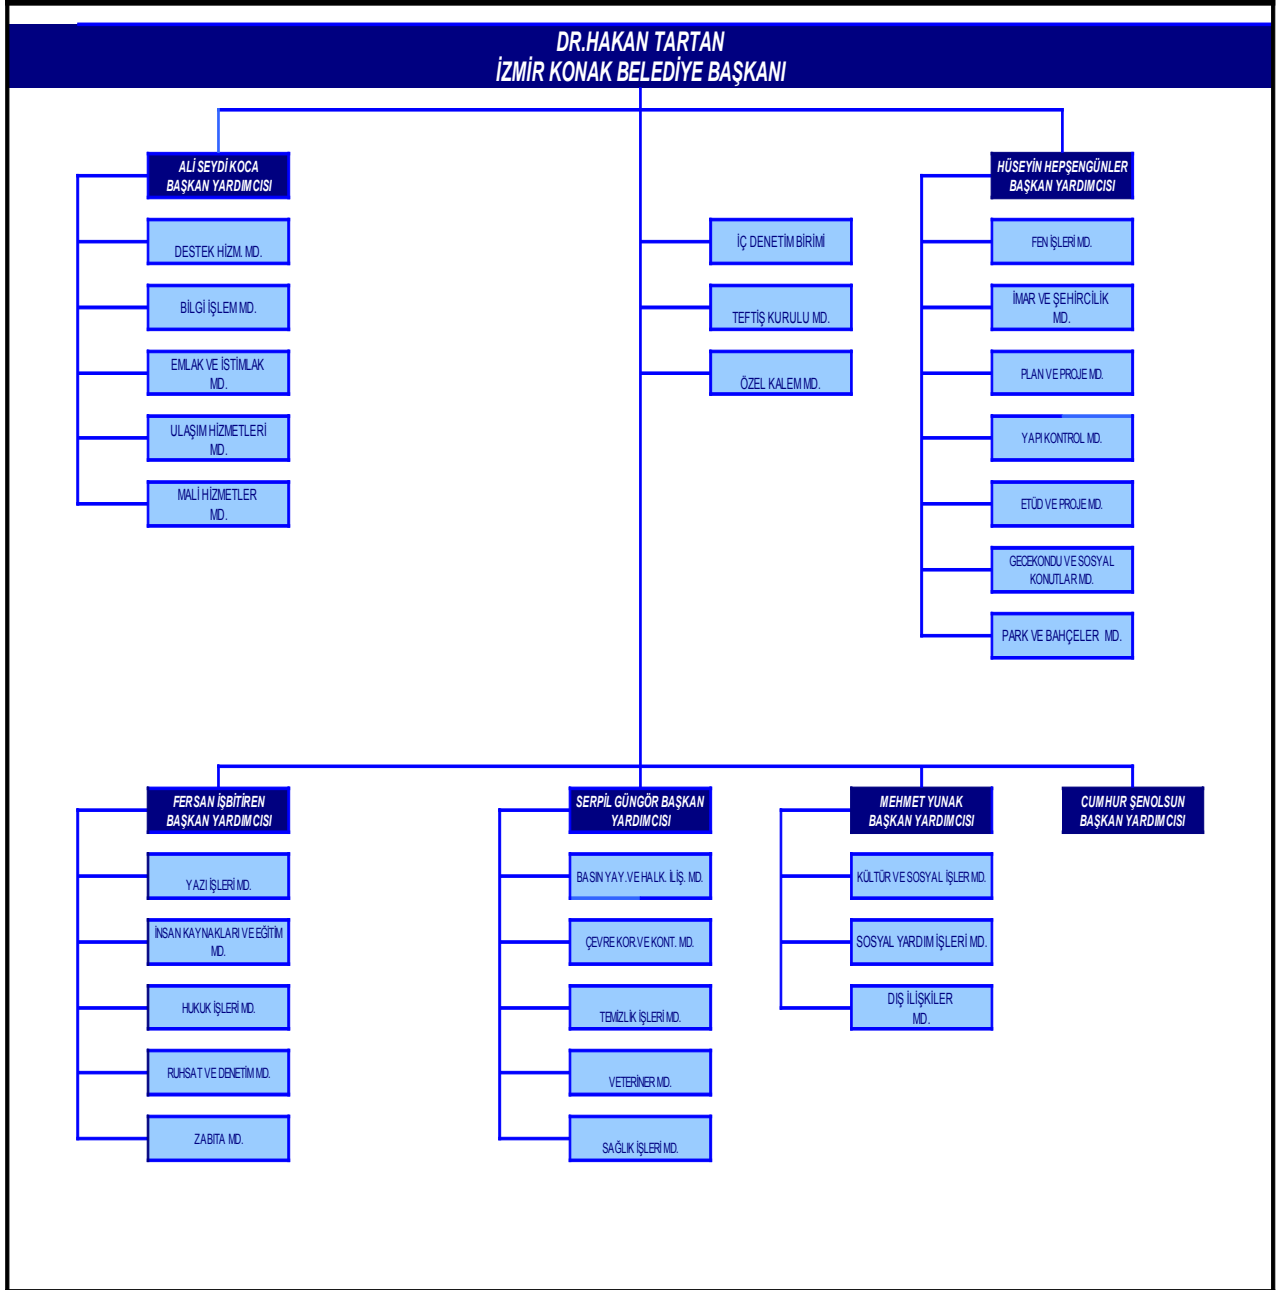 DR.HAKAN TARTAN
İZMİR KONAK BELEDİYE BAŞKANI
ALİ SEYDİ KOCA
BAŞKAN YARDIMCISI
DESTEK HİZM. MD.
BİLGİ İŞLEM MD.
EMLAK VE İSTİMLAK
MD.
ULAŞIM HİZMETLERİ
MD.
MALİ HİZMETLER
MD.
İÇ DENETİM BİRİMİ
TEFTİŞ KURULU MD.
ÖZEL KALEM MD.
HÜSEYİN HEPŞENGÜNLER
BAŞKAN YARDIMCISI
FEN İŞLERİ MD.
İMAR VE ŞEHİRCİLİK
MD.
PLAN VE PROJE MD.
YAPI KONTROL MD.
ETÜD VE PROJE MD.
GECEKONDU VE SOSYAL
KONUTLAR MD.
PARK VE BAHÇELER MD.
FERSAN İŞBİTİREN
BAŞKAN YARDIMCISI
YAZI İŞLERİ MD.
İNSAN KAYNAKLARI VE EĞİTİM
MD.
HUKUK İŞLERİ MD.
RUHSAT VE DENETİM MD.
ZABITA MD.
SERPİL GÜNGÖR BAŞKAN
YARDIMCISI
BASIN YAY.VE HALK. İLİŞ. MD.
ÇEVRE KOR.VE KONT. MD.
TEMİZLİK İŞLERİ MD.
VETERİNER MD.
SAĞLIK İŞLERİ MD.
MEHMET YUNAK
BAŞKAN YARDIMCISI
KÜLTÜR VE SOSYAL İŞLER MD.
SOSYAL YARDIM İŞLERİ MD.
DIŞ İLİŞKİLER
MD.
CUMHUR ŞENOLSUN
BAŞKAN YARDIMCISI